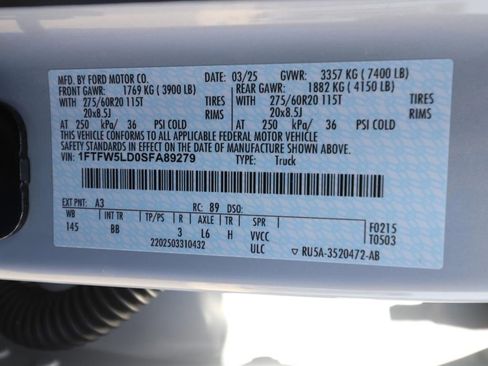 MFD. BY FORD MOTOR CO. DATE: 03/25 GVWR: 3357 KG ( 7400 LB)
FRONT GAWR: 1769 KG ( 3900 LB) REAR GAWR: 1882 KG ( 4150 LB)
WITH 275/60R20 115T TIRES WITH 275/60R20 115T TIRES
20x8.5J RIMS 20x8.5J RIMS
AT 250 kPa/ 36 PSI COLD AT 250 kPa/ 36 PSI COLD
THIS VEHICLE CONFORMS TO ALL APPLICABLE FEDERAL MOTOR VEHICLE
SAFETY STANDARDS IN EFFECT ON THE DATE OF MANUFACTURE SHOWN ABOVE.
VIN: 1FTFW5LD0SFA89279 TYPE: Truck
EXT PNT: A3 RC: 89 DSO:
WB INT TR TP/PS R AXLE TR SPR F0215
145 BB 3 L6 H VVCC T0503
2202503310432 ULC RU5A-3520472-AB